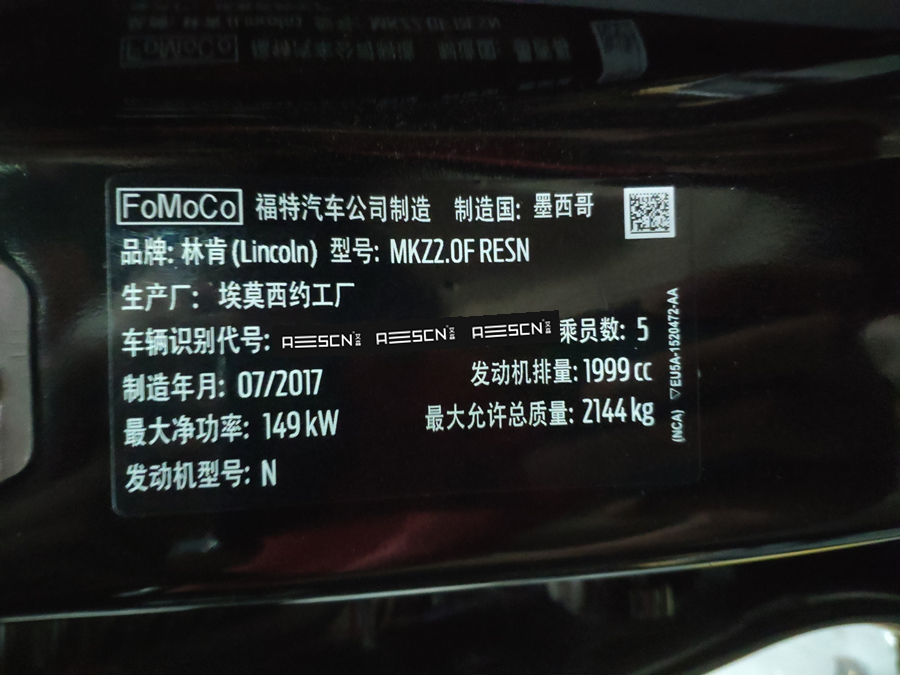 FoMoCo 福特汽车公司制造 制造国: 墨西哥
品牌: 林肯(Lincoln) 型号: MKZ2.0F RESN
生产厂: 埃莫西约工厂
车辆识别代号: 乘员数: 5
制造年月: 07/2017 发动机排量: 1999 cc
最大净功率: 149 kW 最大允许总质量: 2144 kg
发动机型号: N
(NCA) ▽EU5A-1520472-AA